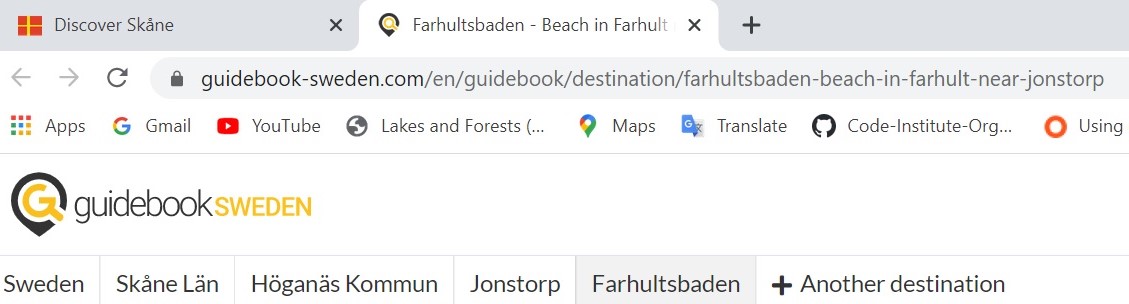 Discover Skåne Farhultsbaden - Beach in Farhult
guidebook-sweden.com/en/guidebook/destination/farhultsbaden-beach-in-farhult-near-jonstorp
Apps Gmail YouTube Lakes and Forests (... Maps Translate Code-Institute-Org... Using
guidebookSWEDEN
Sweden Skåne Län Höganäs Kommun Jonstorp Farhultsbaden + Another destination